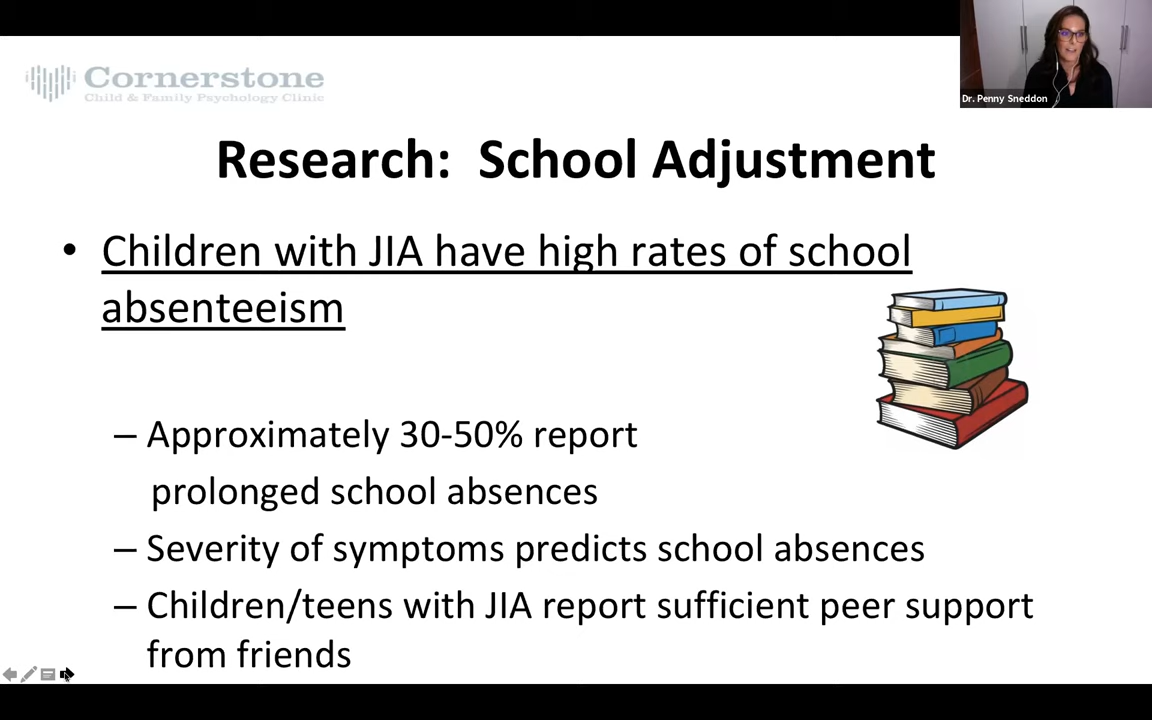 Cornerstone
Child & Family Psychology Clinic
Dr. Penny Sneddon
Research: School Adjustment
• Children with JIA have high rates of school
absenteeism
– Approximately 30-50% report
prolonged school absences
– Severity of symptoms predicts school absences
– Children/teens with JIA report sufficient peer support
from friends